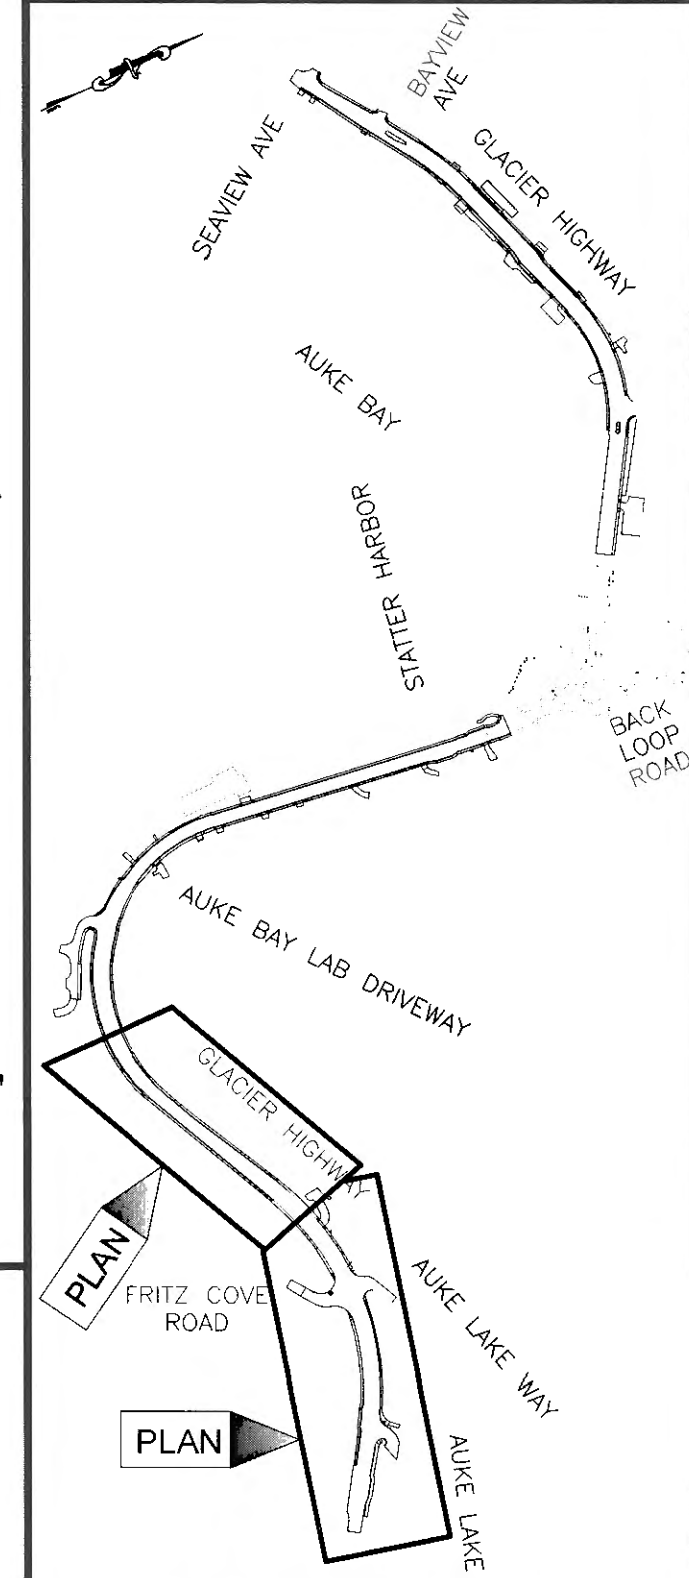 BAYVIEW
AVE
SEAVIEW AVE
GLACIER HIGHWAY
AUKE BAY
STATTER HARBOR
BACK
LOOP
ROAD
AUKE BAY LAB DRIVEWAY
GLACIER HIGHWAY
PLAN
FRITZ COVE
ROAD
AUKE LAKE WAY
PLAN
AUKE LAKE